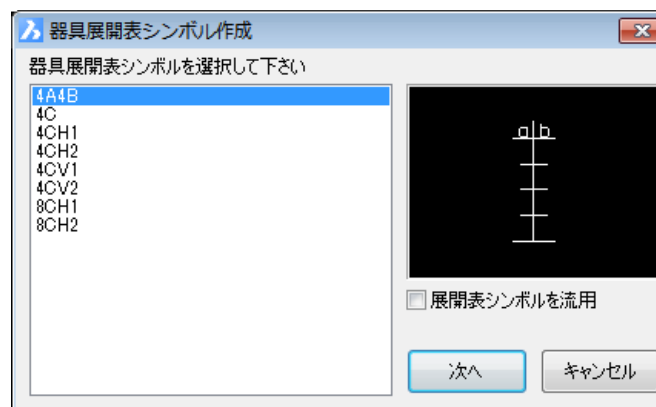 器具展開表シンボル作成
器具展開表シンボルを選択して下さい
4A4B
4C
4CH1
4CH2
4CV1
4CV2
8CH1
8CH2
a b
展開表シンボルを流用
次へ
キャンセル